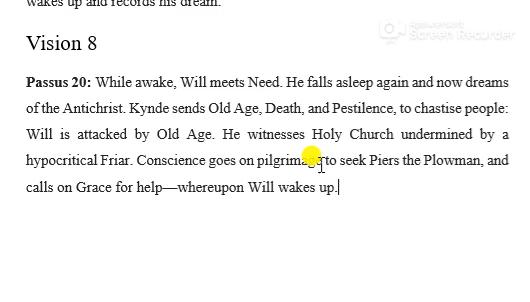 wakes up and records his dream.
Apowersoft
Screen Recorder
Vision 8
Passus 20: While awake, Will meets Need. He falls asleep again and now dreams
of the Antichrist. Kynde sends Old Age, Death, and Pestilence, to chastise people:
Will is attacked by Old Age. He witnesses Holy Church undermined by a
hypocritical Friar. Conscience goes on pilgrimage to seek Piers the Plowman, and
calls on Grace for help—whereupon Will wakes up.